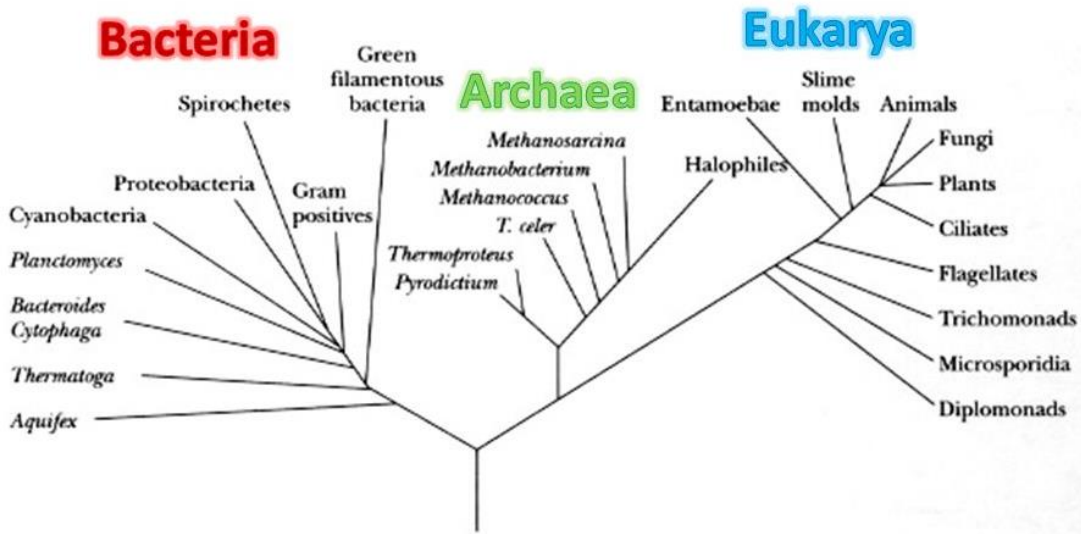 Bacteria
Eukarya
Archaea
Green
filamentous
bacteria
Spirochetes
Proteobacteria
Gram
positives
Cyanobacteria
Planctomyces
Bacteroides
Cytophaga
Thermatoga
Aquifex
Methanosarcina
Methanobacterium
Methanococcus
T. celer
Thermoproteus
Pyrodictium
Halophiles
Entamoebae
Slime
molds
Animals
Fungi
Plants
Ciliates
Flagellates
Trichomonads
Microsporidia
Diplomonads